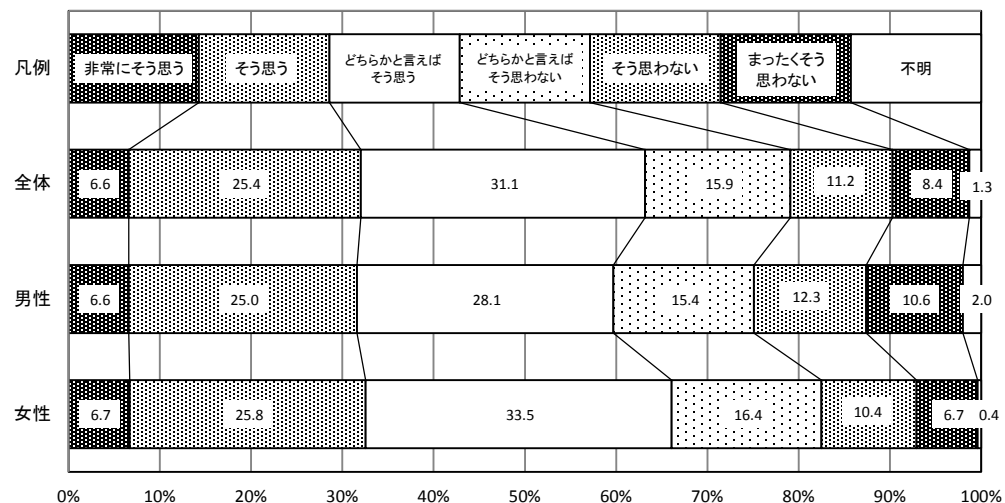 凡例
非常にそう思う
そう思う
どちらかと言えば
そう思う
どちらかと言えば
そう思わない
そう思わない
まったくそう
思わない
不明
全体
6.6
25.4
31.1
15.9
11.2
8.4
1.3
男性
6.6
25.0
28.1
15.4
12.3
10.6
2.0
女性
6.7
25.8
33.5
16.4
10.4
6.7
0.4
0%
10%
20%
30%
40%
50%
60%
70%
80%
90%
100%